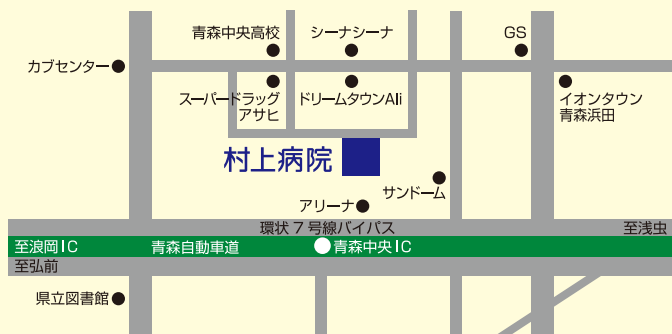 青森中央高校
シーナシーナ
GS
カブセンター
スーパードラッグ
アサヒ
ドリームタウンAli
イオンタウン
青森浜田
村上病院
サンドーム
アリーナ
環状7号線バイパス
至浅虫
至浪岡IC
青森自動車道
青森中央IC
至弘前
県立図書館